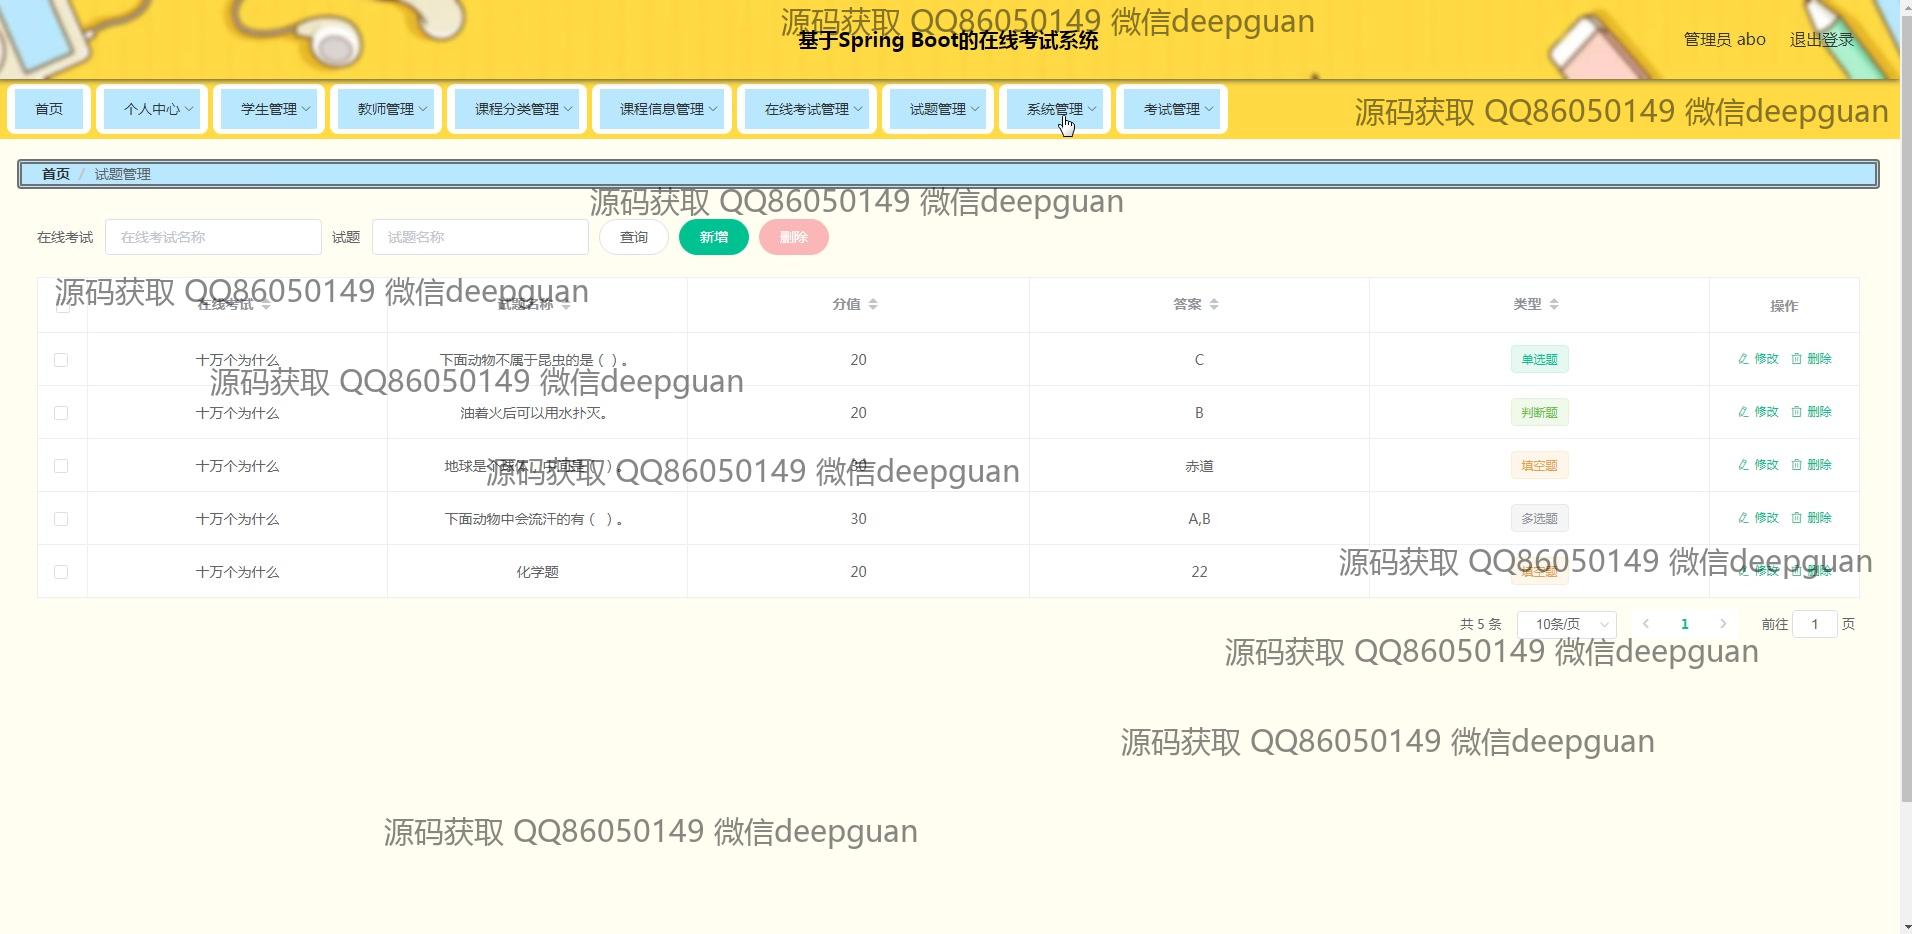 源码获取 QQ86050149 微信deepguan
基于Spring Boot的在线考试系统
管理员 abo 退出登录
首页 个人中心 学生管理 教师管理 课程分类管理 课程信息管理 在线考试管理 试题管理 系统管理 考试管理
源码获取 QQ86050149 微信deepguan
首页 / 试题管理
源码获取 QQ86050149 微信deepguan
在线考试 在线考试名称 试题 试题名称 查询 新增 删除
源码获取 QQ86050149 微信deepguan
在线考试 试题名称 分值 答案 类型 操作
十万个为什么 下面动物不属于昆虫的是（ ）。 20 C 单选题 修改 删除
源码获取 QQ86050149 微信deepguan
十万个为什么 油着火后可以用水扑灭。 20 B 判断题 修改 删除
十万个为什么 地球是个球体，中间是（ ）。 30 赤道 填空题 修改 删除
源码获取 QQ86050149 微信deepguan
十万个为什么 下面动物中会流汗的有（ ）。 30 A,B 多选题 修改 删除
源码获取 QQ86050149 微信deepguan
十万个为什么 化学题 20 22 填空题 修改 删除
共 5 条 10条/页 1 前往 1 页
源码获取 QQ86050149 微信deepguan
源码获取 QQ86050149 微信deepguan
源码获取 QQ86050149 微信deepguan